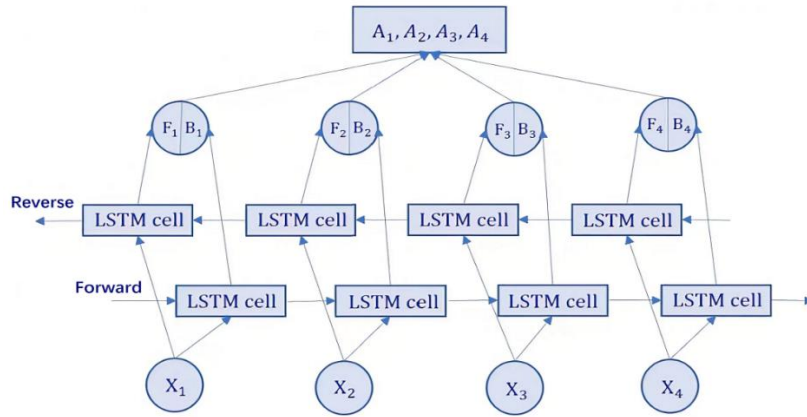 A₁, A₂, A₃, A₄
F₁ B₁ F₂ B₂ F₃ B₃ F₄ B₄
Reverse
LSTM cell LSTM cell LSTM cell LSTM cell
Forward
LSTM cell LSTM cell LSTM cell LSTM cell
X₁ X₂ X₃ X₄